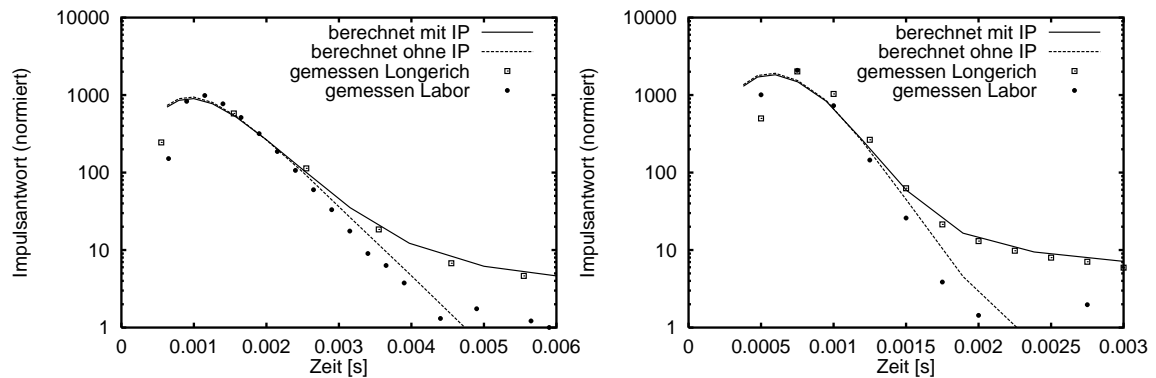 10000
1000
100
10
1
Impulsantwort (normiert)
0
0.001
0.002
0.003
0.004
0.005
0.006
Zeit [s]
berechnet mit IP
berechnet ohne IP
gemessen Longerich
gemessen Labor
10000
1000
100
10
1
Impulsantwort (normiert)
0
0.0005
0.001
0.0015
0.002
0.0025
0.003
Zeit [s]
berechnet mit IP
berechnet ohne IP
gemessen Longerich
gemessen Labor